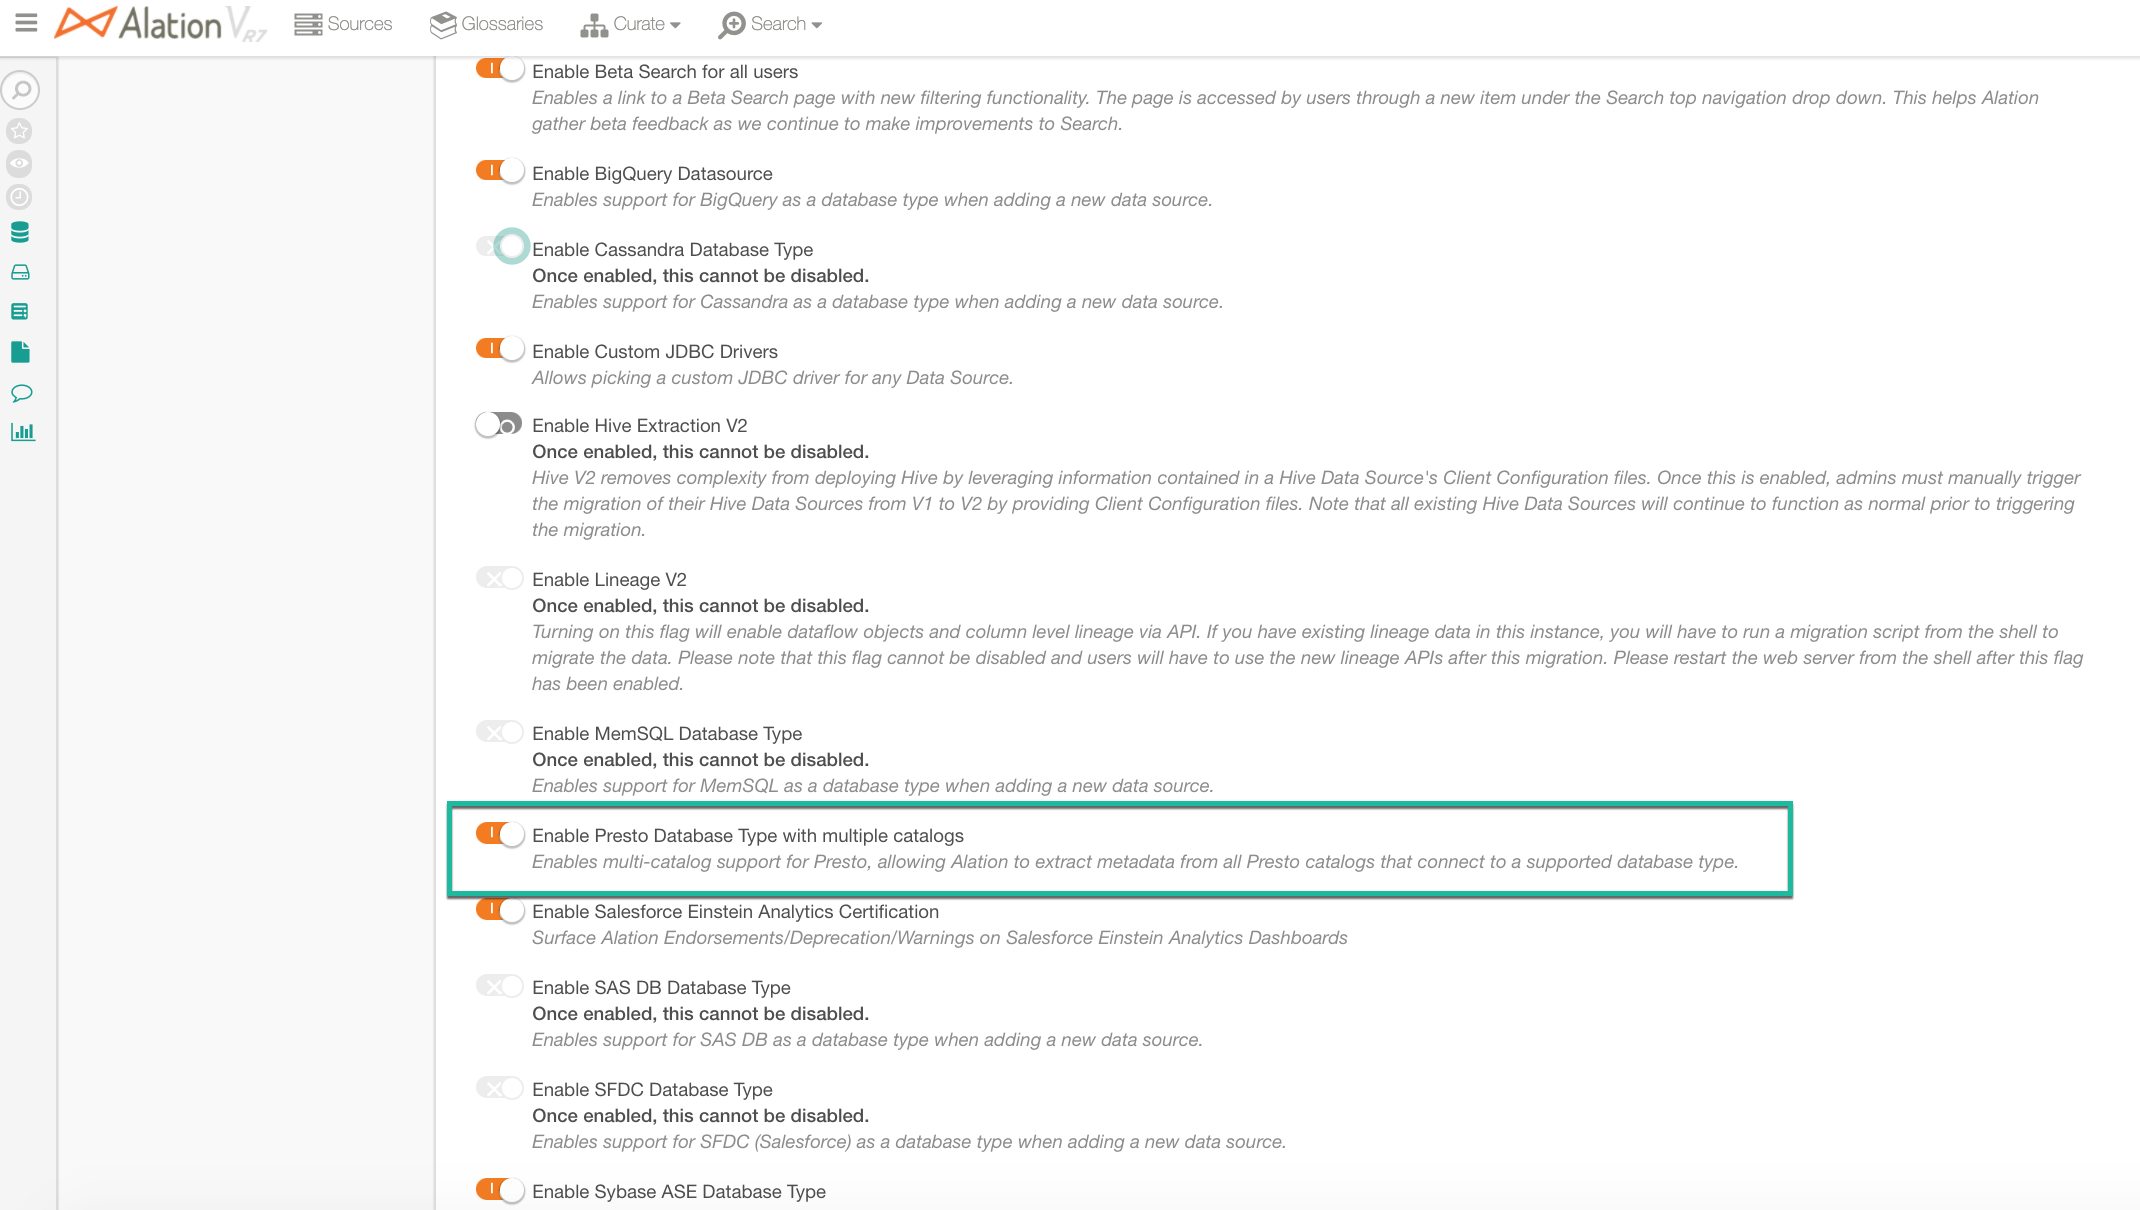 Alation V R7
Sources
Glossaries
Curate
Search
Enable Beta Search for all users
Enables a link to a Beta Search page with new filtering functionality. The page is accessed by users through a new item under the Search top navigation drop down. This helps Alation
gather beta feedback as we continue to make improvements to Search.
Enable BigQuery Datasource
Enables support for BigQuery as a database type when adding a new data source.
Enable Cassandra Database Type
Once enabled, this cannot be disabled.
Enables support for Cassandra as a database type when adding a new data source.
Enable Custom JDBC Drivers
Allows picking a custom JDBC driver for any Data Source.
Enable Hive Extraction V2
Once enabled, this cannot be disabled.
Hive V2 removes complexity from deploying Hive by leveraging information contained in a Hive Data Source's Client Configuration files. Once this is enabled, admins must manually trigger
the migration of their Hive Data Sources from V1 to V2 by providing Client Configuration files. Note that all existing Hive Data Sources will continue to function as normal prior to triggering
the migration.
Enable Lineage V2
Once enabled, this cannot be disabled.
Turning on this flag will enable dataflow objects and column level lineage via API. If you have existing lineage data in this instance, you will have to run a migration script from the shell to
migrate the data. Please note that this flag cannot be disabled and users will have to use the new lineage APIs after this migration. Please restart the web server from the shell after this flag
has been enabled.
Enable MemSQL Database Type
Once enabled, this cannot be disabled.
Enables support for MemSQL as a database type when adding a new data source.
Enable Presto Database Type with multiple catalogs
Enables multi-catalog support for Presto, allowing Alation to extract metadata from all Presto catalogs that connect to a supported database type.
Enable Salesforce Einstein Analytics Certification
Surface Alation Endorsements/Deprecation/Warnings on Salesforce Einstein Analytics Dashboards
Enable SAS DB Database Type
Once enabled, this cannot be disabled.
Enables support for SAS DB as a database type when adding a new data source.
Enable SFDC Database Type
Once enabled, this cannot be disabled.
Enables support for SFDC (Salesforce) as a database type when adding a new data source.
Enable Sybase ASE Database Type